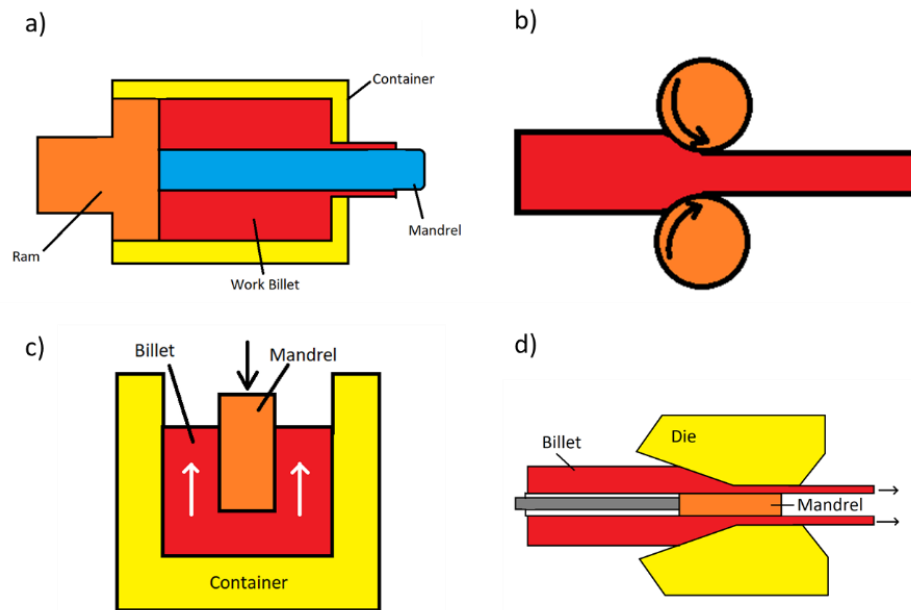 a)
Container
Ram
Work Billet
Mandrel
b)
c)
Billet
Mandrel
Container
d)
Billet
Die
Mandrel